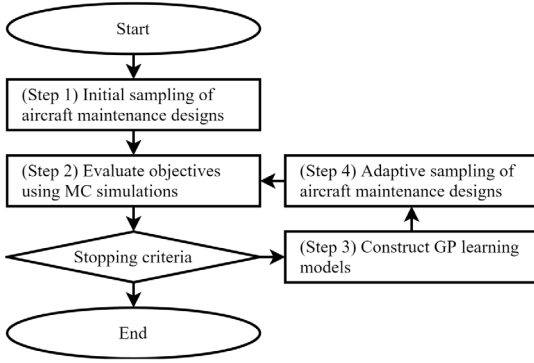 Start
(Step 1) Initial sampling of
aircraft maintenance designs
(Step 2) Evaluate objectives
using MC simulations
(Step 4) Adaptive sampling of
aircraft maintenance designs
Stopping criteria
(Step 3) Construct GP learning
models
End